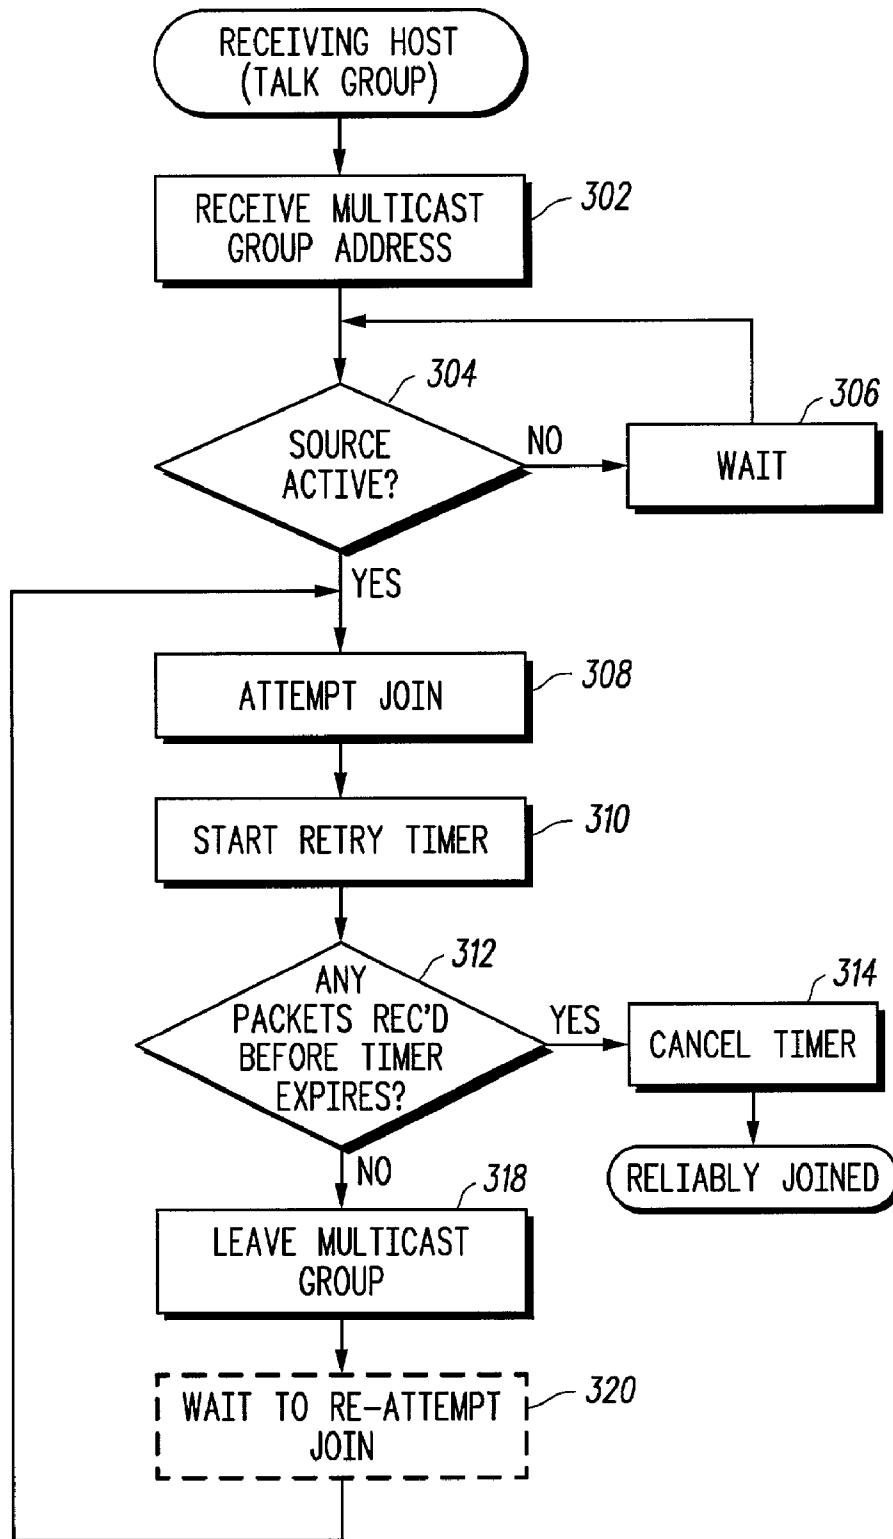 RECEIVING HOST
(TALK GROUP)
RECEIVE MULTICAST
GROUP ADDRESS
302
304
SOURCE
ACTIVE?
NO
306
WAIT
YES
ATTEMPT JOIN
308
START RETRY TIMER
310
312
ANY
PACKETS REC'D
BEFORE TIMER
EXPIRES?
YES
314
CANCEL TIMER
RELIABLY JOINED
NO
318
LEAVE MULTICAST
GROUP
WAIT TO RE-ATTEMPT
JOIN
320